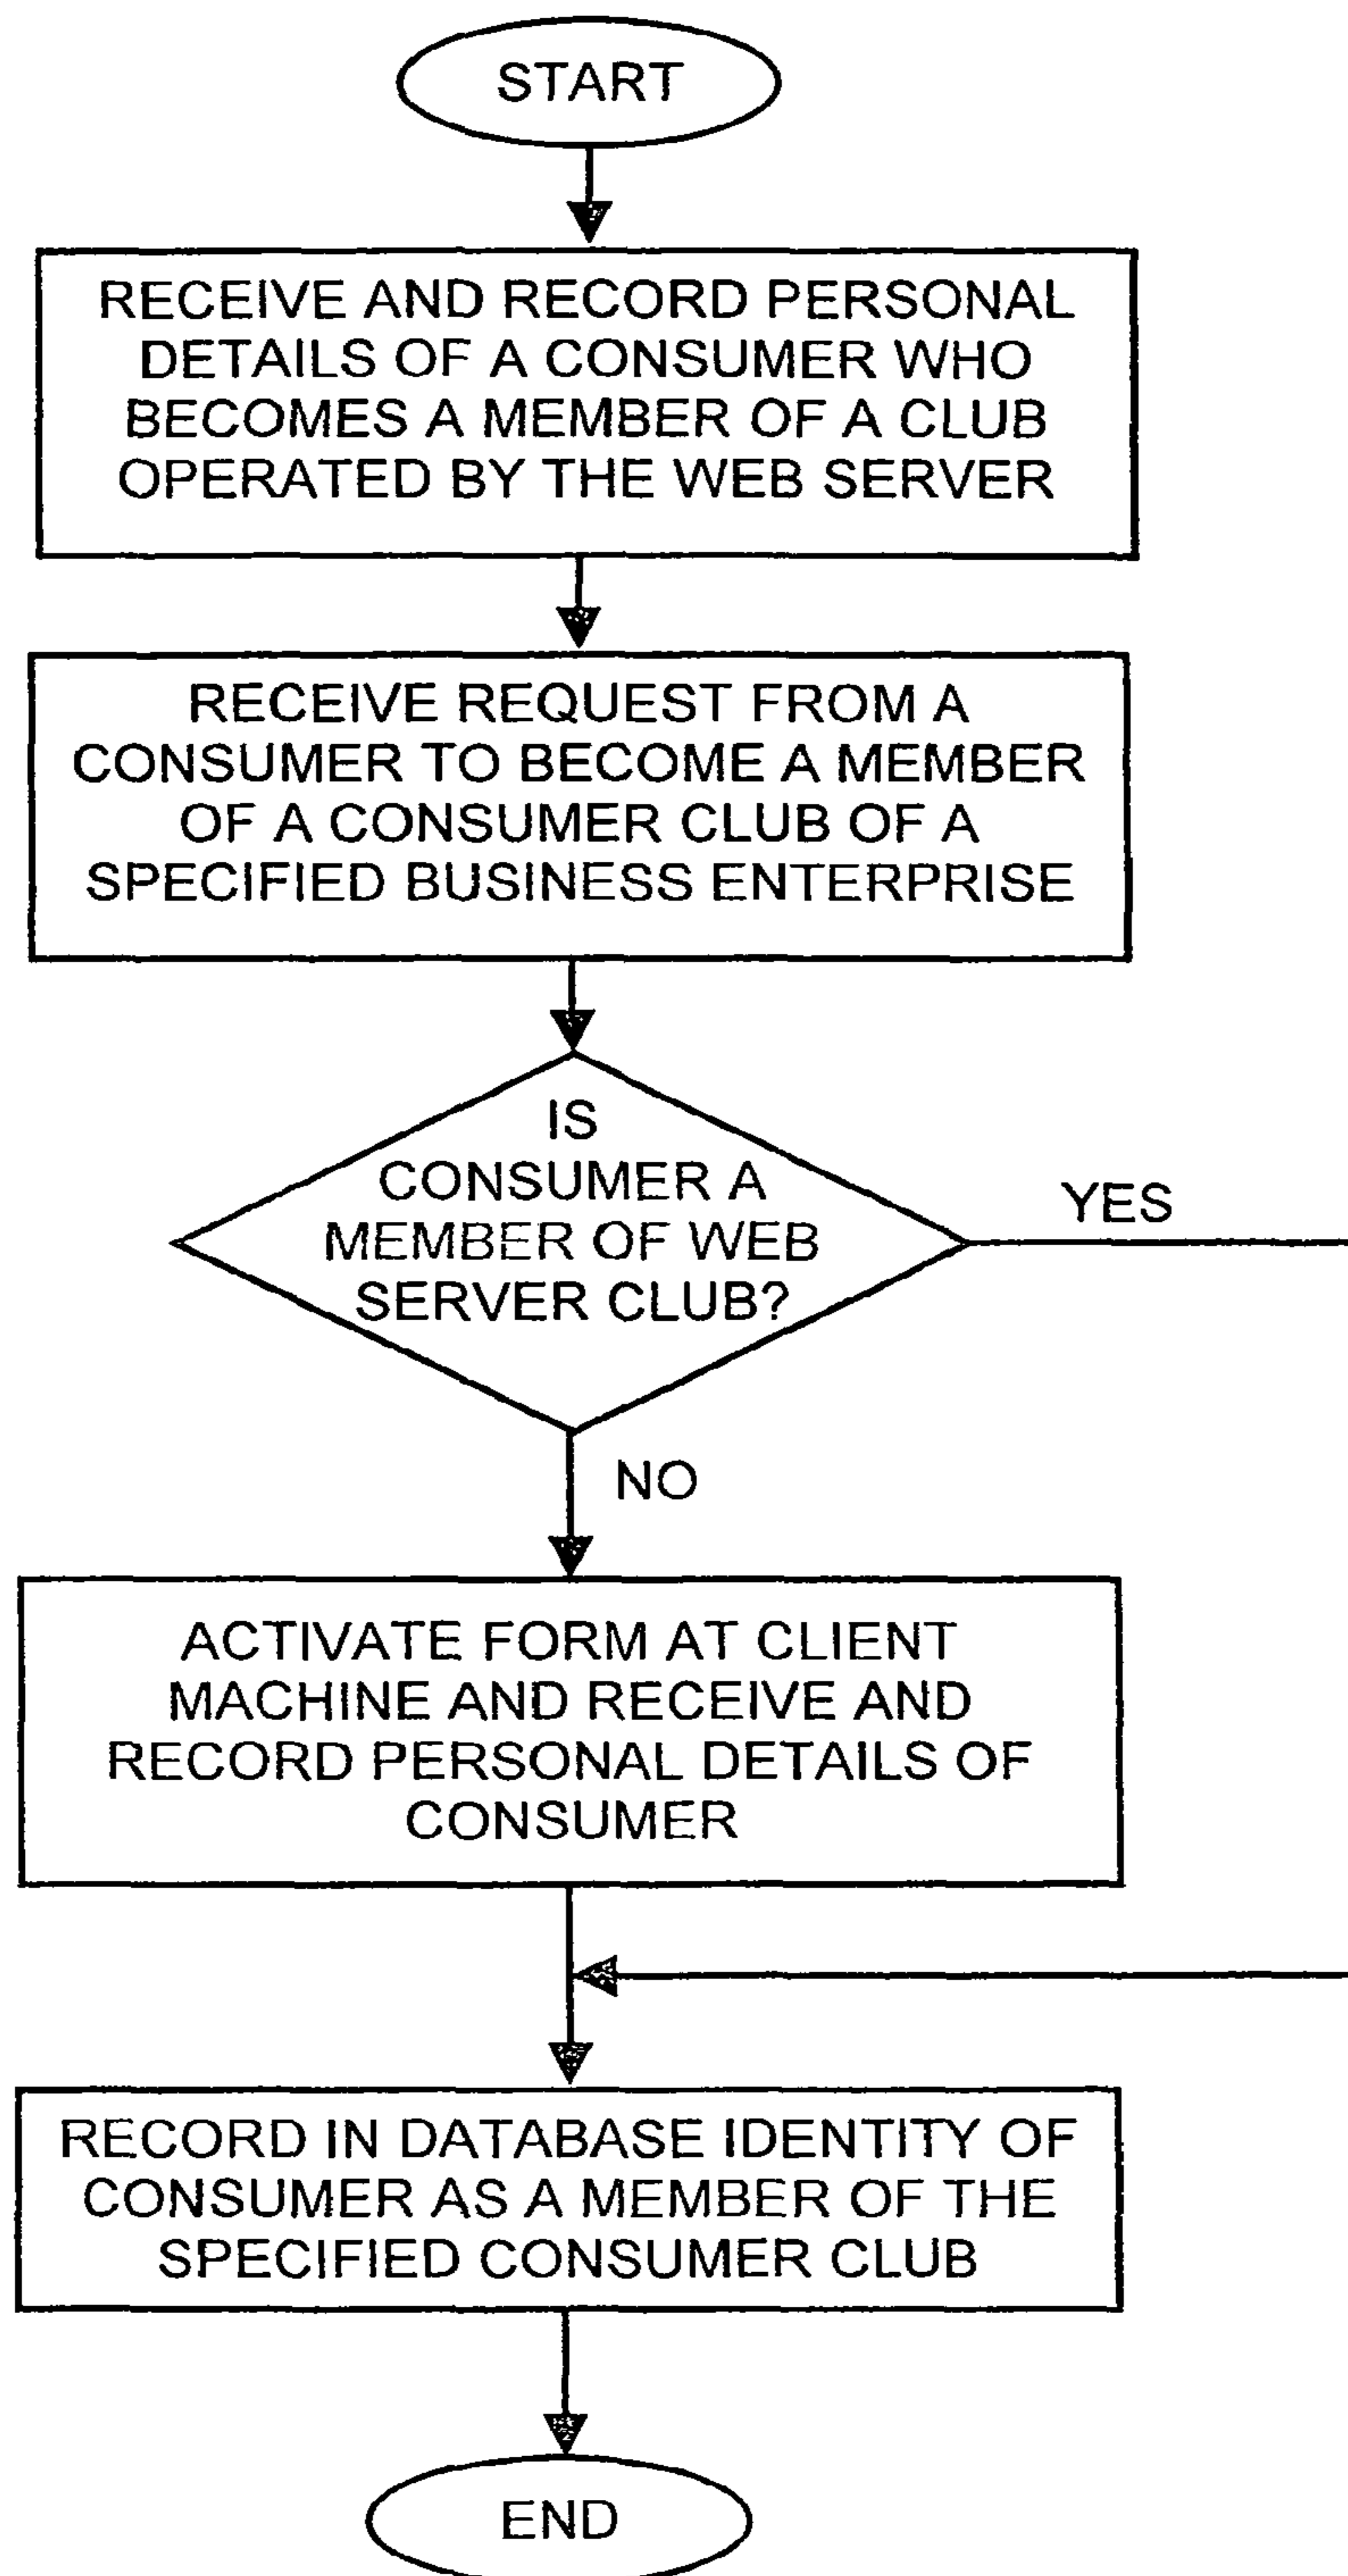 START
RECEIVE AND RECORD PERSONAL
DETAILS OF A CONSUMER WHO
BECOMES A MEMBER OF A CLUB
OPERATED BY THE WEB SERVER
RECEIVE REQUEST FROM A
CONSUMER TO BECOME A MEMBER
OF A CONSUMER CLUB OF A
SPECIFIED BUSINESS ENTERPRISE
IS
CONSUMER A
MEMBER OF WEB
SERVER CLUB?
YES
NO
ACTIVATE FORM AT CLIENT
MACHINE AND RECEIVE AND
RECORD PERSONAL DETAILS OF
CONSUMER
RECORD IN DATABASE IDENTITY OF
CONSUMER AS A MEMBER OF THE
SPECIFIED CONSUMER CLUB
END